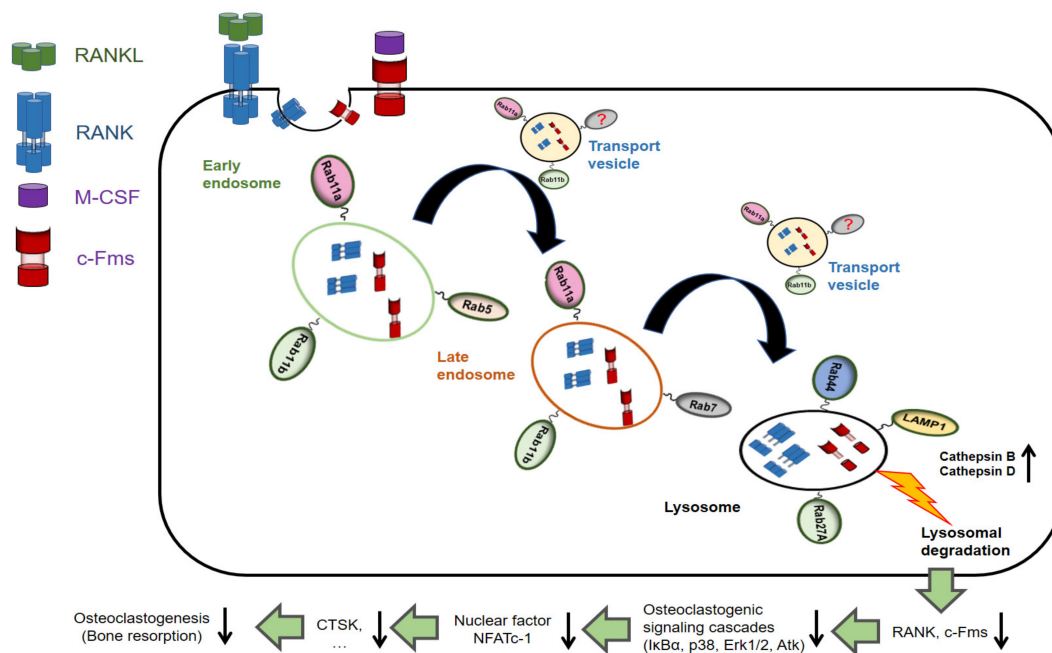 RANKL
RANK
M-CSF
c-Fms
Early
endosome
Rab11a
Rab5
Rab11b
Rab11a
?
Rab11b
Transport
vesicle
Late
endosome
Rab11a
Rab7
Rab11b
Rab11a
?
Rab11b
Transport
vesicle
Rab44
LAMP1
Rab27A
Lysosome
Cathepsin B
Cathepsin D
Lysosomal
degradation
Osteoclastogenesis
(Bone resorption)
CTSK,
...
Nuclear factor
NFATc-1
Osteoclastogenic
signaling cascades
(IκBα, p38, Erk1/2, Atk)
RANK, c-Fms